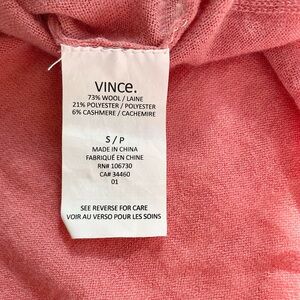 VINCE.
73% WOOL / LAINE
21% POLYESTER / POLYESTER
6% CASHMERE / CACHEMIRE
S / P
MADE IN CHINA
FABRIQUÉ EN CHINE
RN# 106730
CA# 34460
01
SEE REVERSE FOR CARE
VOIR AU VERSO POUR LES SOINS